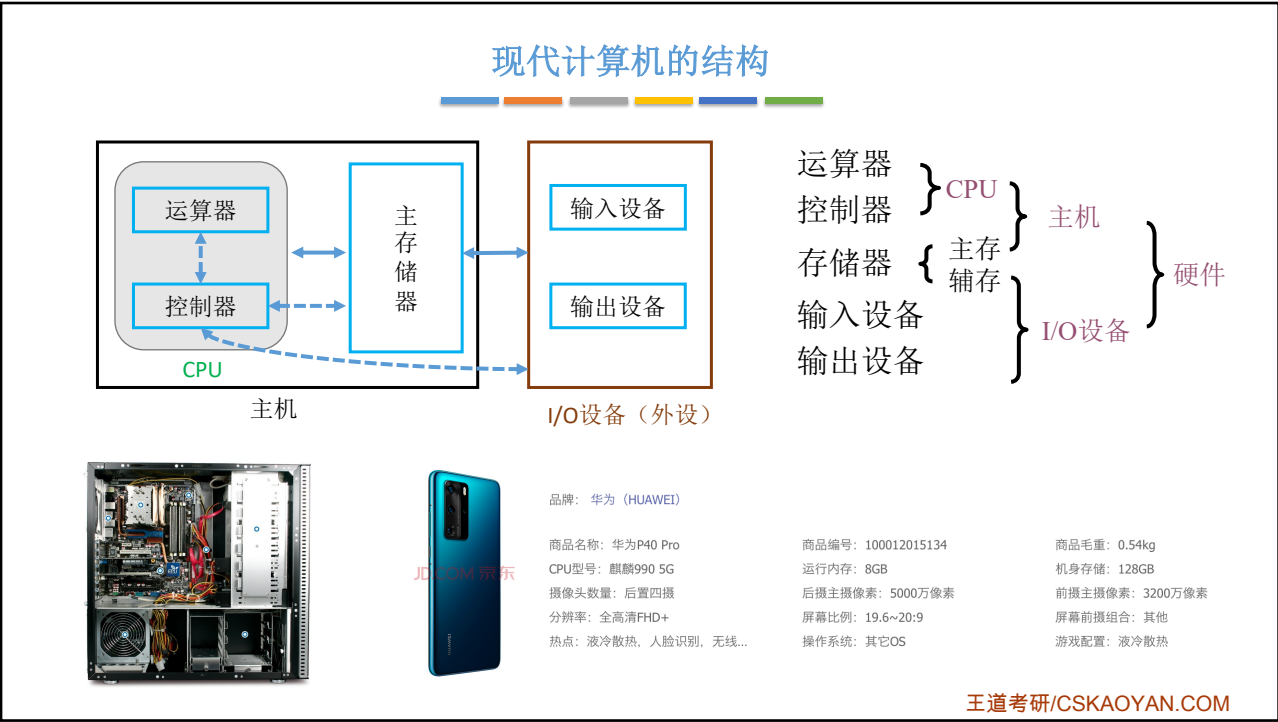 现代计算机的结构
运算器
控制器
CPU
主存储器
主机
输入设备
输出设备
I/O设备（外设）
运算器
控制器
CPU
存储器
主存
辅存
主机
输入设备
输出设备
I/O设备
硬件
JD.COM 京东
HUAWEI
品牌： 华为（HUAWEI）
商品名称：华为P40 Pro
商品编号：100012015134
商品毛重：0.54kg
CPU型号：麒麟990 5G
运行内存：8GB
机身存储：128GB
摄像头数量：后置四摄
后摄主摄像素：5000万像素
前摄主摄像素：3200万像素
分辨率：全高清FHD+
屏幕比例：19.6~20:9
屏幕前摄组合：其他
热点：液冷散热，人脸识别，无线...
操作系统：其它OS
游戏配置：液冷散热
王道考研/CSKAOYAN.COM